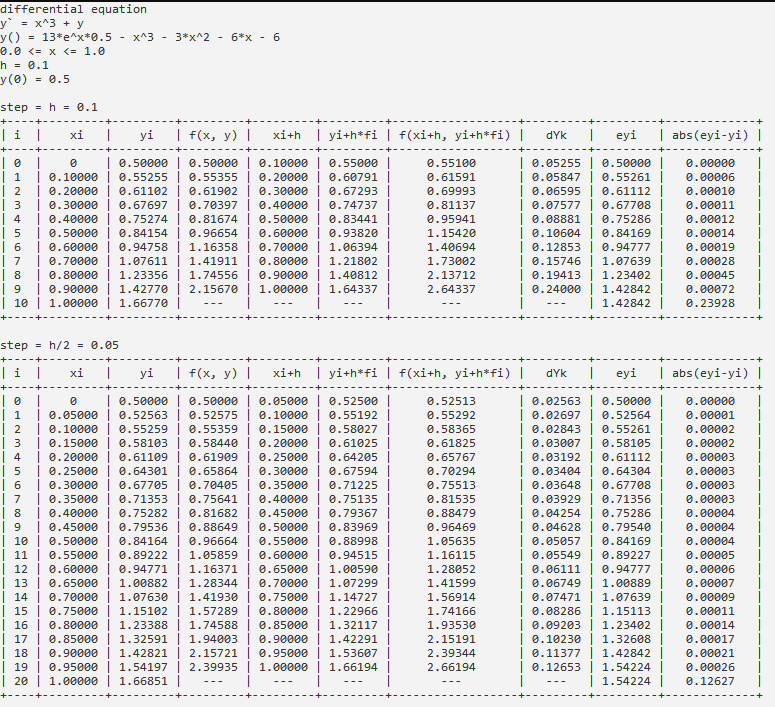 differential equation
y` = x^3 + y
y() = 13*e^x*0.5 - x^3 - 3*x^2 - 6*x - 6
0.0 <= x <= 1.0
h = 0.1
y(0) = 0.5
step = h = 0.1
| i | xi | yi | f(x, y) | xi+h | yi+h*fi | f(xi+h, yi+h*fi) | dYk | eyi | abs(eyi-yi) |
| 0 | 0 | 0.50000 | 0.50000 | 0.10000 | 0.55000 | 0.55100 | 0.05255 | 0.50000 | 0.00000 |
| 1 | 0.10000 | 0.55255 | 0.55355 | 0.20000 | 0.60791 | 0.61591 | 0.05847 | 0.55261 | 0.00006 |
| 2 | 0.20000 | 0.61102 | 0.61902 | 0.30000 | 0.67293 | 0.69993 | 0.06595 | 0.61112 | 0.00010 |
| 3 | 0.30000 | 0.67697 | 0.70397 | 0.40000 | 0.74737 | 0.81137 | 0.07577 | 0.67708 | 0.00011 |
| 4 | 0.40000 | 0.75274 | 0.81674 | 0.50000 | 0.83441 | 0.95941 | 0.08881 | 0.75286 | 0.00012 |
| 5 | 0.50000 | 0.84154 | 0.96654 | 0.60000 | 0.93820 | 1.15420 | 0.10604 | 0.84169 | 0.00014 |
| 6 | 0.60000 | 0.94758 | 1.16358 | 0.70000 | 1.06394 | 1.40694 | 0.12853 | 0.94777 | 0.00019 |
| 7 | 0.70000 | 1.07611 | 1.41911 | 0.80000 | 1.21802 | 1.73002 | 0.15746 | 1.07639 | 0.00028 |
| 8 | 0.80000 | 1.23356 | 1.74556 | 0.90000 | 1.40812 | 2.13712 | 0.19413 | 1.23402 | 0.00045 |
| 9 | 0.90000 | 1.42770 | 2.15670 | 1.00000 | 1.64337 | 2.64337 | 0.24000 | 1.42842 | 0.00072 |
| 10 | 1.00000 | 1.66770 | --- | --- | --- | --- | --- | 1.42842 | 0.23928 |
step = h/2 = 0.05
| i | xi | yi | f(x, y) | xi+h | yi+h*fi | f(xi+h, yi+h*fi) | dYk | eyi | abs(eyi-yi) |
| 0 | 0 | 0.50000 | 0.50000 | 0.05000 | 0.52500 | 0.52513 | 0.02563 | 0.50000 | 0.00000 |
| 1 | 0.05000 | 0.52563 | 0.52575 | 0.10000 | 0.55192 | 0.55292 | 0.02697 | 0.52564 | 0.00001 |
| 2 | 0.10000 | 0.55259 | 0.55359 | 0.15000 | 0.58027 | 0.58365 | 0.02843 | 0.55261 | 0.00002 |
| 3 | 0.15000 | 0.58103 | 0.58440 | 0.20000 | 0.61025 | 0.61825 | 0.03007 | 0.58105 | 0.00002 |
| 4 | 0.20000 | 0.61109 | 0.61909 | 0.25000 | 0.64205 | 0.65767 | 0.03192 | 0.61112 | 0.00003 |
| 5 | 0.25000 | 0.64301 | 0.65864 | 0.30000 | 0.67594 | 0.70294 | 0.03404 | 0.64304 | 0.00003 |
| 6 | 0.30000 | 0.67705 | 0.70405 | 0.35000 | 0.71225 | 0.75513 | 0.03648 | 0.67708 | 0.00003 |
| 7 | 0.35000 | 0.71353 | 0.75641 | 0.40000 | 0.75135 | 0.81535 | 0.03929 | 0.71356 | 0.00003 |
| 8 | 0.40000 | 0.75282 | 0.81682 | 0.45000 | 0.79367 | 0.88479 | 0.04254 | 0.75286 | 0.00004 |
| 9 | 0.45000 | 0.79536 | 0.88649 | 0.50000 | 0.83969 | 0.96469 | 0.04628 | 0.79540 | 0.00004 |
| 10 | 0.50000 | 0.84164 | 0.96664 | 0.55000 | 0.88998 | 1.05635 | 0.05057 | 0.84169 | 0.00004 |
| 11 | 0.55000 | 0.89222 | 1.05859 | 0.60000 | 0.94515 | 1.16115 | 0.05549 | 0.89227 | 0.00005 |
| 12 | 0.60000 | 0.94771 | 1.16371 | 0.65000 | 1.00590 | 1.28052 | 0.06111 | 0.94777 | 0.00006 |
| 13 | 0.65000 | 1.00882 | 1.28344 | 0.70000 | 1.07299 | 1.41599 | 0.06749 | 1.00889 | 0.00007 |
| 14 | 0.70000 | 1.07630 | 1.41930 | 0.75000 | 1.14727 | 1.56914 | 0.07471 | 1.07639 | 0.00009 |
| 15 | 0.75000 | 1.15102 | 1.57289 | 0.80000 | 1.22966 | 1.74166 | 0.08286 | 1.15113 | 0.00011 |
| 16 | 0.80000 | 1.23388 | 1.74588 | 0.85000 | 1.32117 | 1.93530 | 0.09203 | 1.23402 | 0.00014 |
| 17 | 0.85000 | 1.32591 | 1.94003 | 0.90000 | 1.42291 | 2.15191 | 0.10230 | 1.32608 | 0.00017 |
| 18 | 0.90000 | 1.42821 | 2.15721 | 0.95000 | 1.53607 | 2.39344 | 0.11377 | 1.42842 | 0.00021 |
| 19 | 0.95000 | 1.54197 | 2.39935 | 1.00000 | 1.66194 | 2.66194 | 0.12653 | 1.54224 | 0.00026 |
| 20 | 1.00000 | 1.66851 | --- | --- | --- | --- | --- | 1.54224 | 0.12627 |